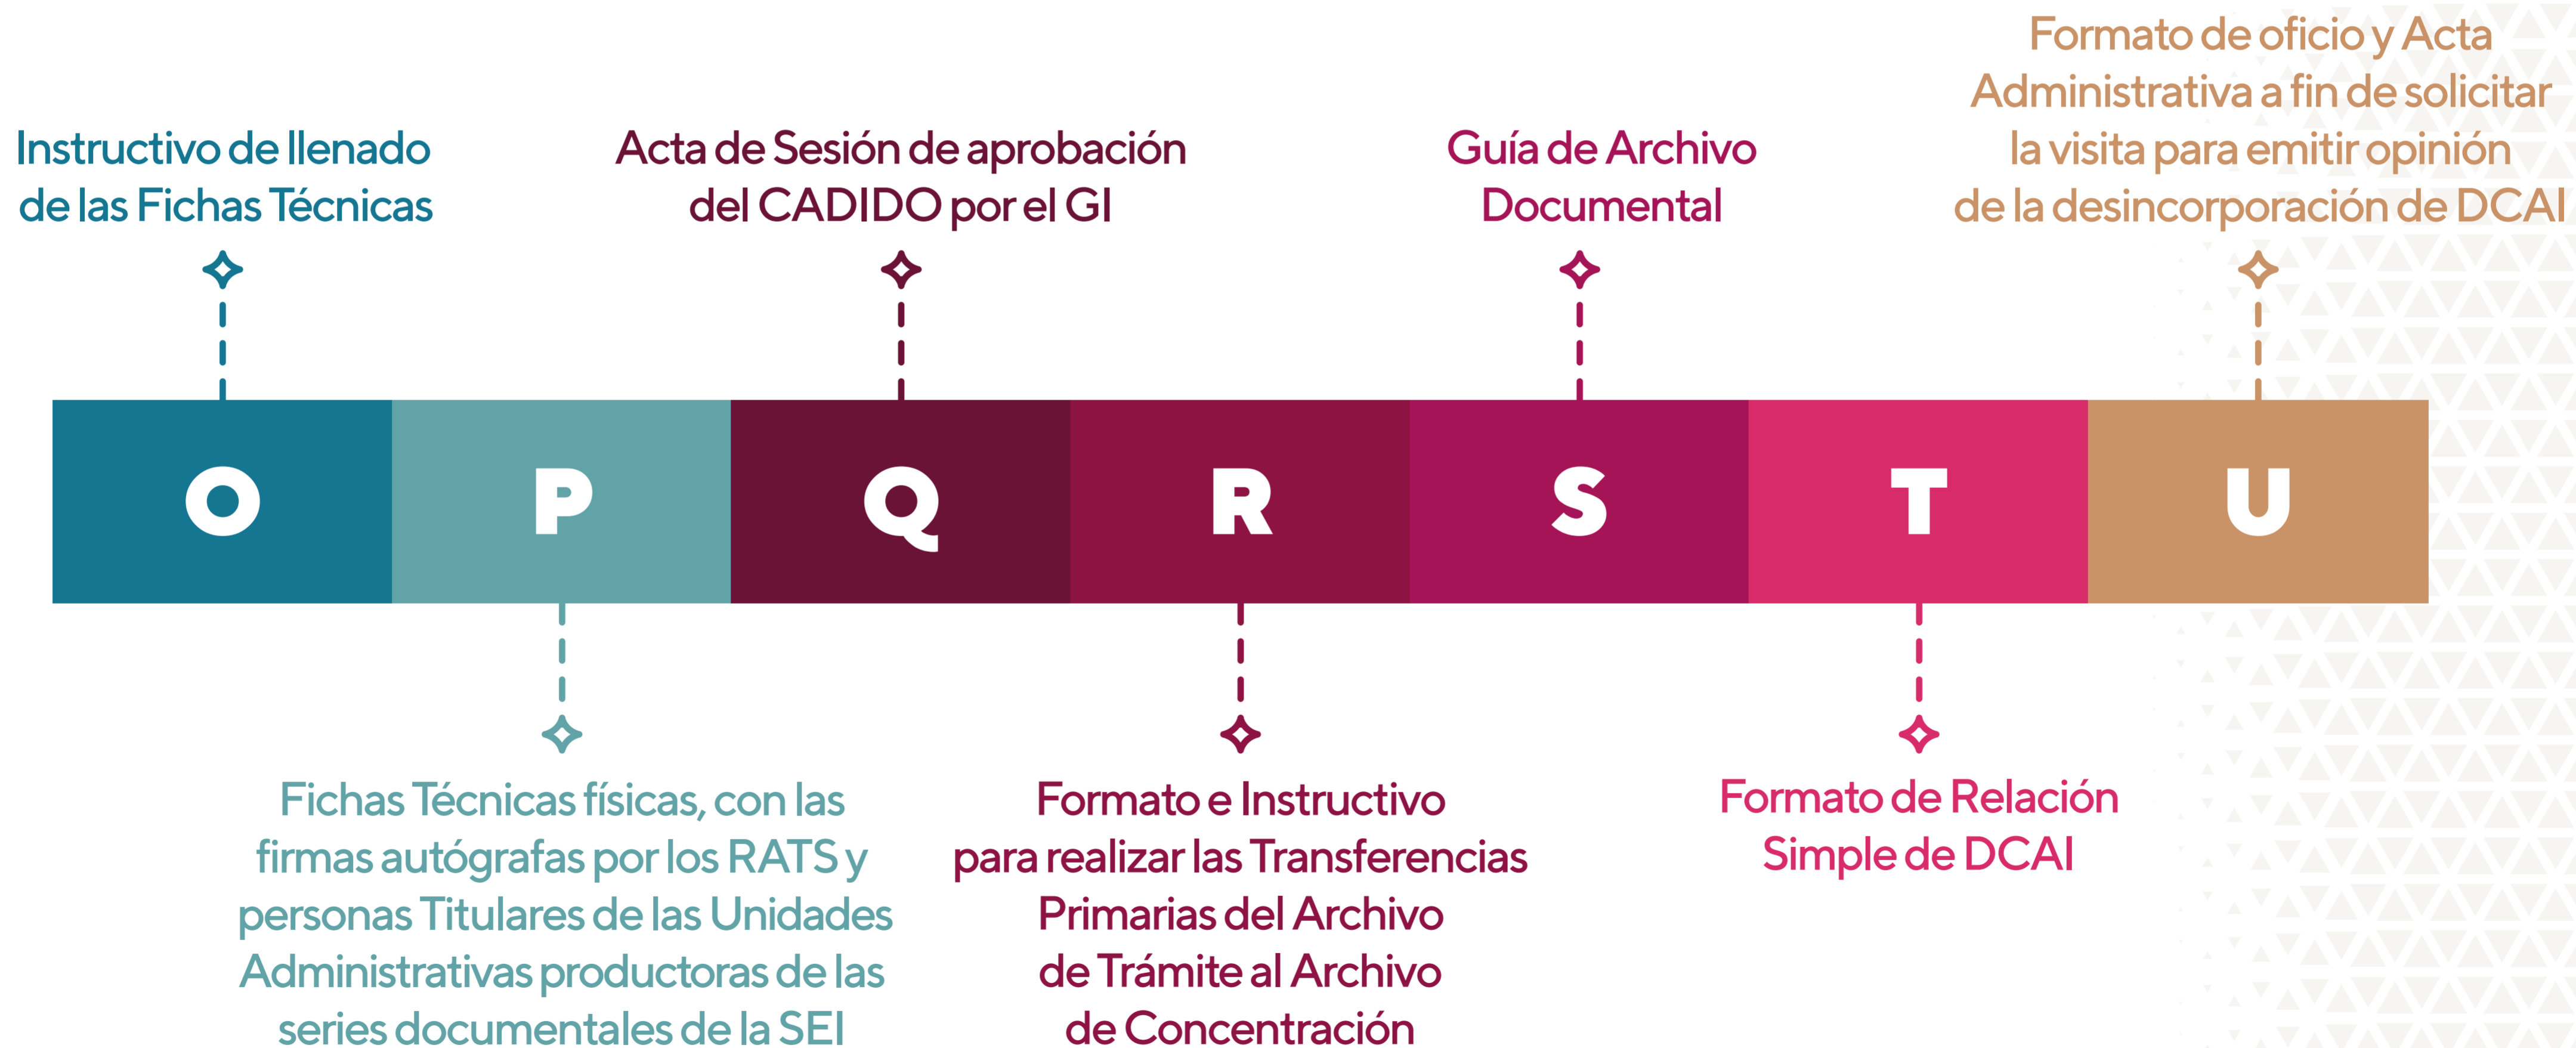 Instructivo de llenado
de las Fichas Técnicas
Acta de Sesión de aprobación
del CADIDO por el GI
Guía de Archivo
Documental
Formato de oficio y Acta
Administrativa a fin de solicitar
la visita para emitir opinión
de la desincorporación de DCAI
O
P
Q
R
S
T
U
Fichas Técnicas físicas, con las
firmas autógrafas por los RATS y
personas Titulares de las Unidades
Administrativas productoras de las
series documentales de la SEI
Formato e Instructivo
para realizar las Transferencias
Primarias del Archivo
de Trámite al Archivo
de Concentración
Formato de Relación
Simple de DCAI